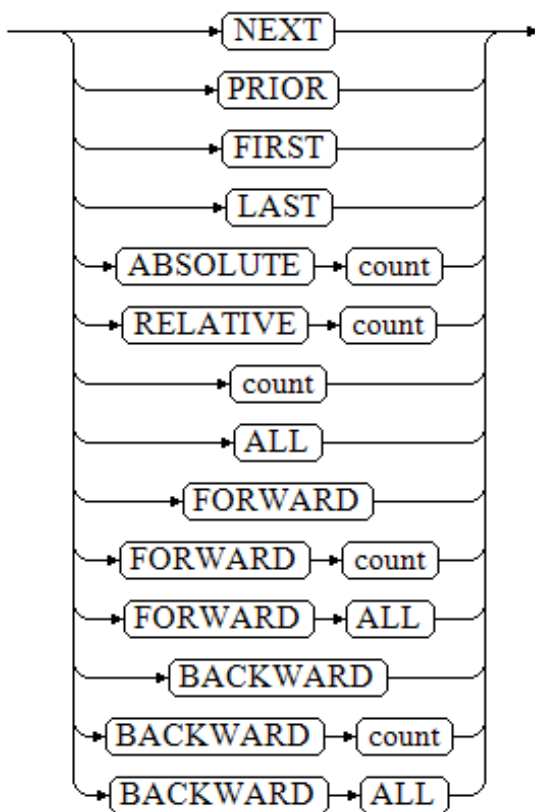 NEXT
PRIOR
FIRST
LAST
ABSOLUTE count
RELATIVE count
count
ALL
FORWARD
FORWARD count
FORWARD ALL
BACKWARD
BACKWARD count
BACKWARD ALL